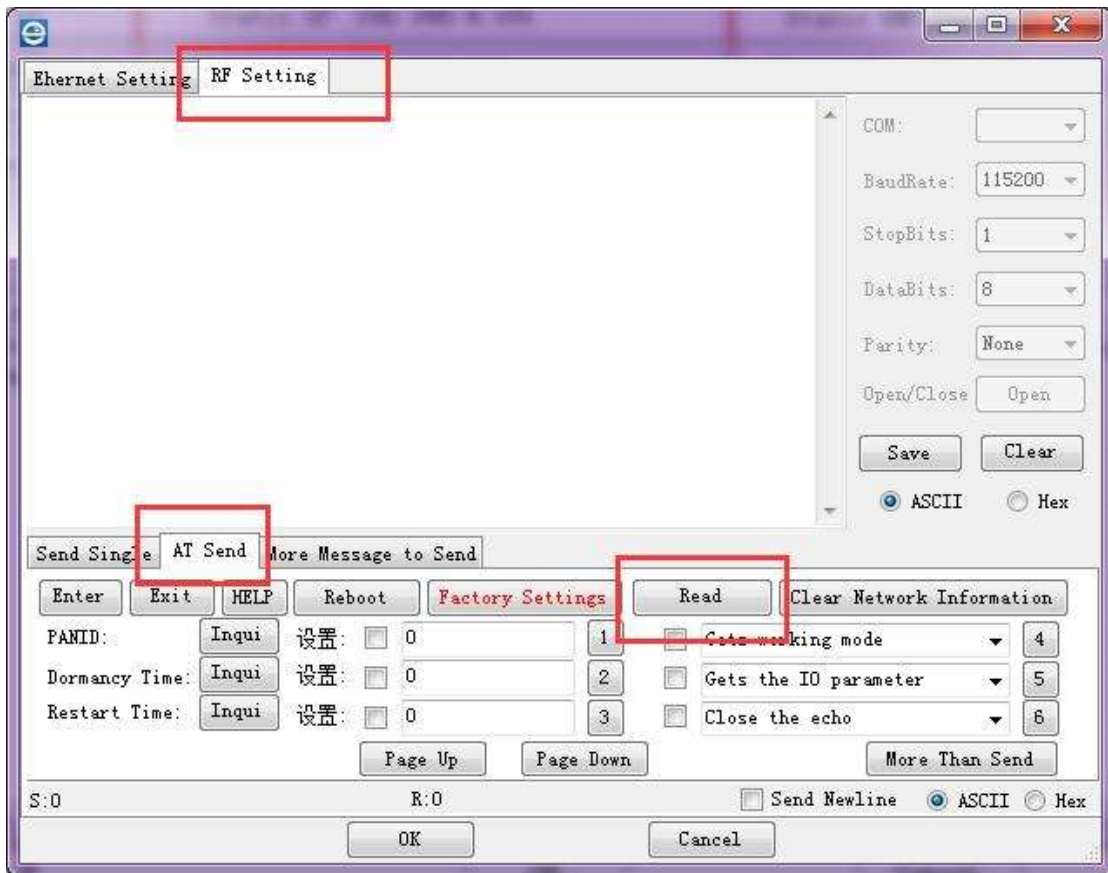 Ehernet Setting RF Setting
COM:
BaudRate: 115200
StopBits: 1
DataBits: 8
Parity: None
Open/Close Open
Save Clear
ASCII Hex
Send Single AT Send More Message to Send
Enter Exit HELP Reboot Factory Settings Read Clear Network Information
PANID: Inqui 设置: 0 1 Gets working mode 4
Dormancy Time: Inqui 设置: 0 2 Gets the IO parameter 5
Restart Time: Inqui 设置: 0 3 Close the echo 6
Page Up Page Down More Than Send
S:0 R:0 Send Newline ASCII Hex
OK Cancel